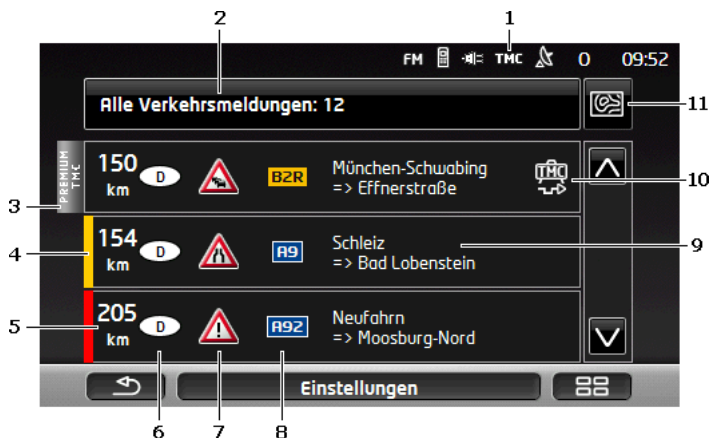 1
2
FM TMC 0 09:52
Alle Verkehrsmeldungen: 12
11
PREMIUM
TMC
150
km
D
B2R
München-Schwabing
=> Effnerstraße
TMC
10
3
154
km
D
A9
Schleiz
=> Bad Lobenstein
9
4
205
km
D
A92
Neufahrn
=> Moosburg-Nord
5
Einstellungen
6
7
8